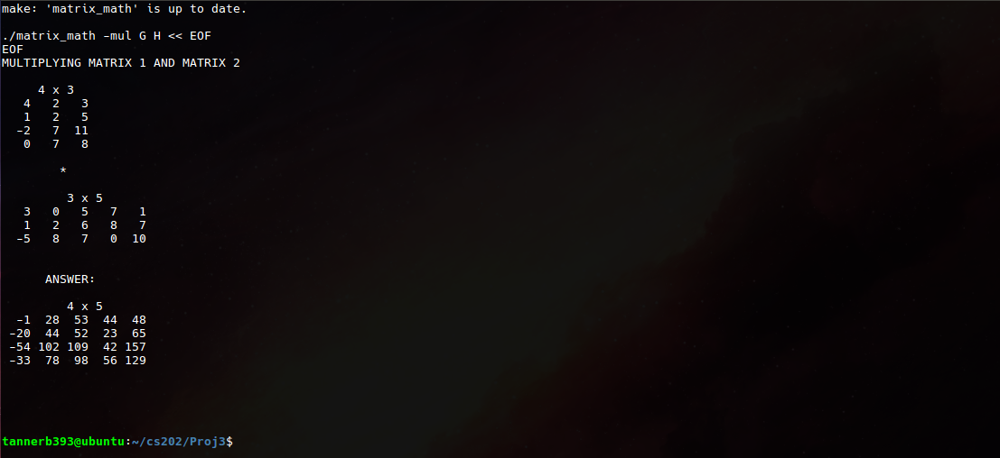 make: 'matrix_math' is up to date.
./matrix_math -mul G H << EOF
EOF
MULTIPLYING MATRIX 1 AND MATRIX 2
4 x 3
4 2 3
1 2 5
-2 7 11
0 7 8
*
3 x 5
3 0 5 7 1
1 2 6 8 7
-5 8 7 0 10
ANSWER:
4 x 5
-1 28 53 44 48
-20 44 52 23 65
-54 102 109 42 157
-33 78 98 56 129
tannerb393@ubuntu:~/cs202/Proj3$